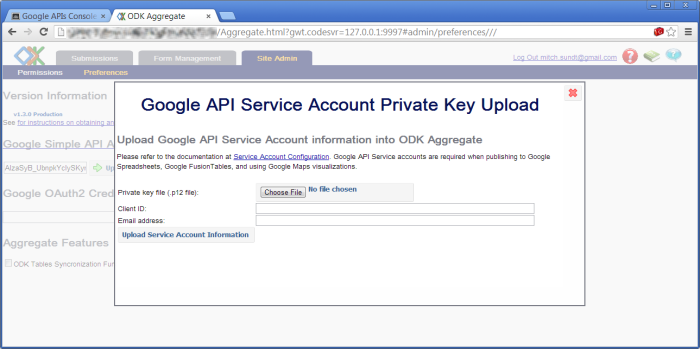 Google APIs Console
ODK Aggregate
/Aggregate.html?gwt.codesvr=127.0.0.1:9997#admin/preferences///
Submissions
Form Management
Site Admin
Log Out mitch.sundt@gmail.com
Permissions
Preferences
Version Information
v1.3.0 Production
See for instructions on obtaining an
Google Simple API A
Google OAuth2 Cred
Aggregate Features
ODK Tables Syncronization Fun
Google API Service Account Private Key Upload
Upload Google API Service Account information into ODK Aggregate
Please refer to the documentation at Service Account Configuration. Google API Service accounts are required when publishing to Google
Spreadsheets, Google FusionTables, and using Google Maps visualizations.
Private key file (.p12 file):
Choose File
No file chosen
Client ID:
Email address:
Upload Service Account Information